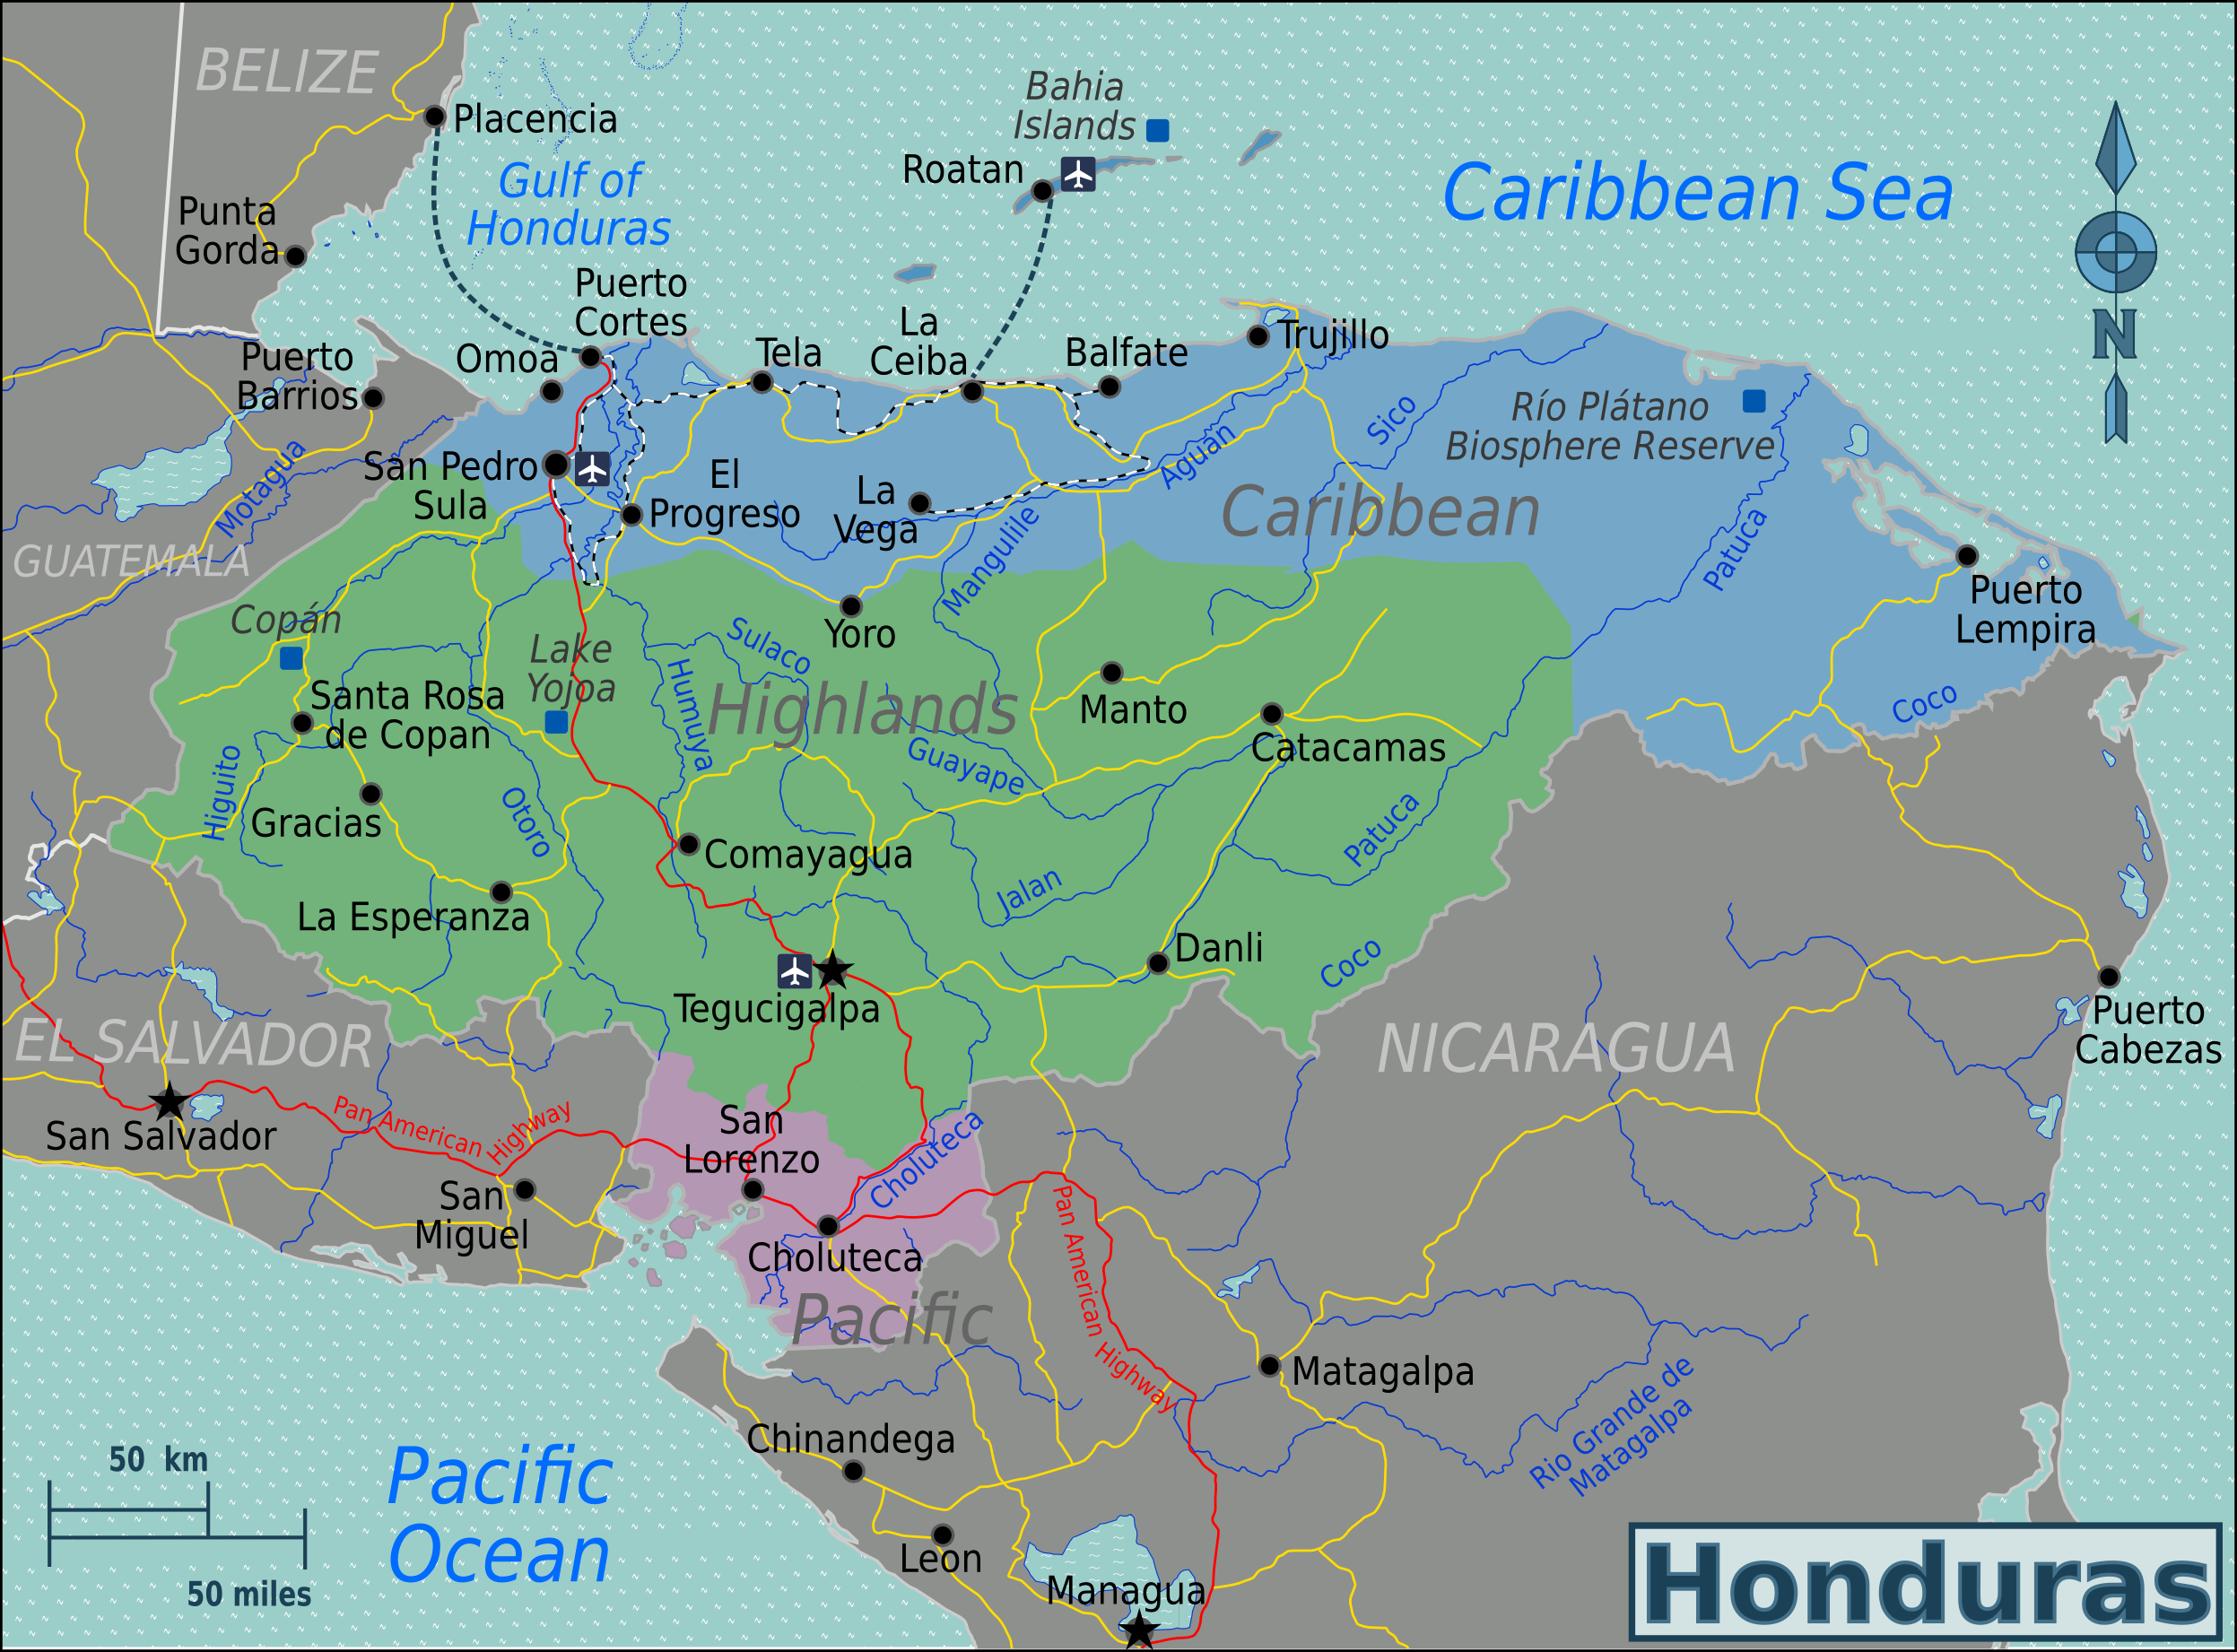 BELIZE
Placencia
Gulf of
Honduras
Bahia
Islands
Roatan
Caribbean Sea
Punta
Gorda
N
Puerto
Cortes
Omoa
Puerto
Barrios
Tela
La
Ceiba
Balfate
Trujillo
Río Plátano
Biosphere Reserve
Sico
Aguan
Motagua
San Pedro
Sula
El
Progreso
La
Vega
Mangulile
Caribbean
Patuca
GUATEMALA
Puerto
Lempira
Copán
Lake
Yojoa
Sulaco
Yoro
Humuya
Highlands
Manto
Coco
Santa Rosa
de Copan
Guayape
Catacamas
Higuito
Gracias
Otoro
Comayagua
Patuca
Jalan
La Esperanza
Danli
Coco
Tegucigalpa
EL SALVADOR
NICARAGUA
Puerto
Cabezas
San Salvador
Pan American Highway
San
Lorenzo
Choluteca
San
Miguel
Choluteca
Pacific
Pan American Highway
Matagalpa
Rio Grande de
Matagalpa
Chinandega
Leon
Managua
Pacific
Ocean
50 km
50 miles
Honduras